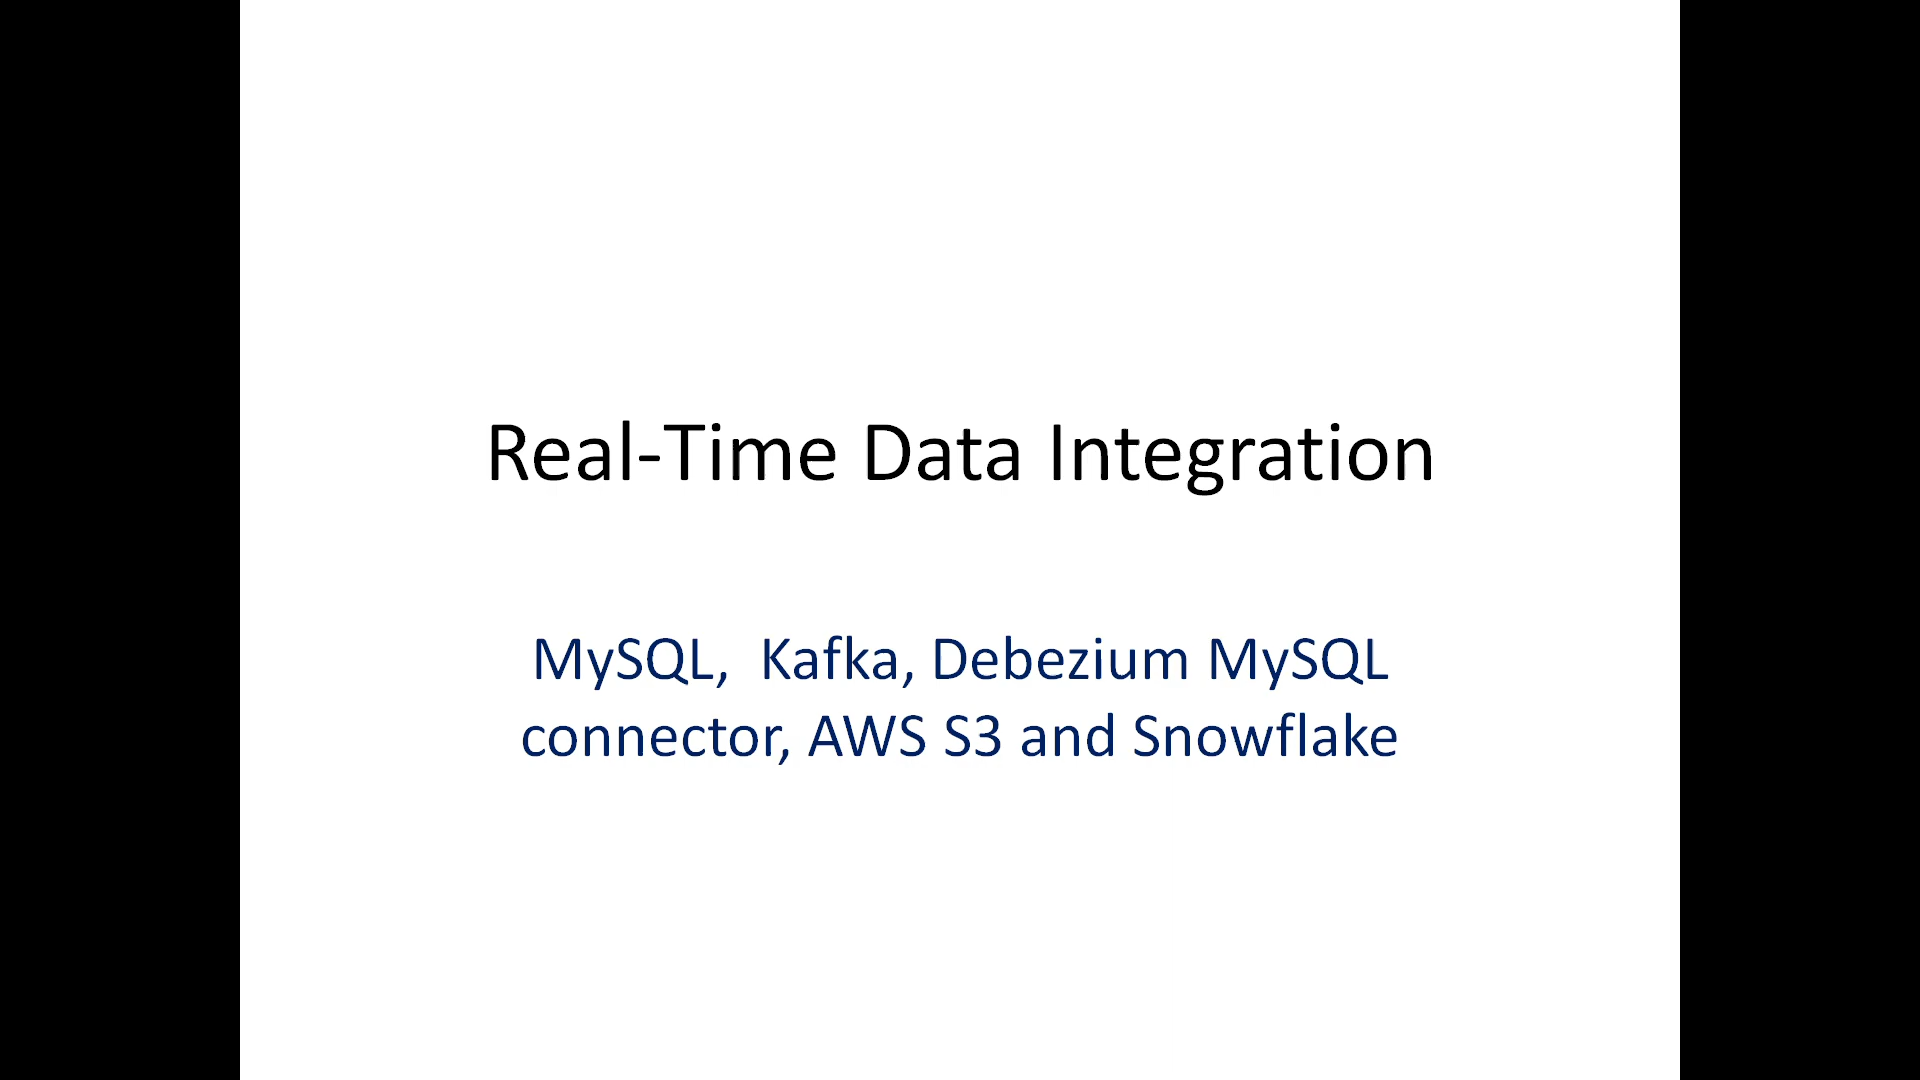 Real-Time Data Integration
MySQL,  Kafka, Debezium MySQL
connector, AWS S3 and Snowflake